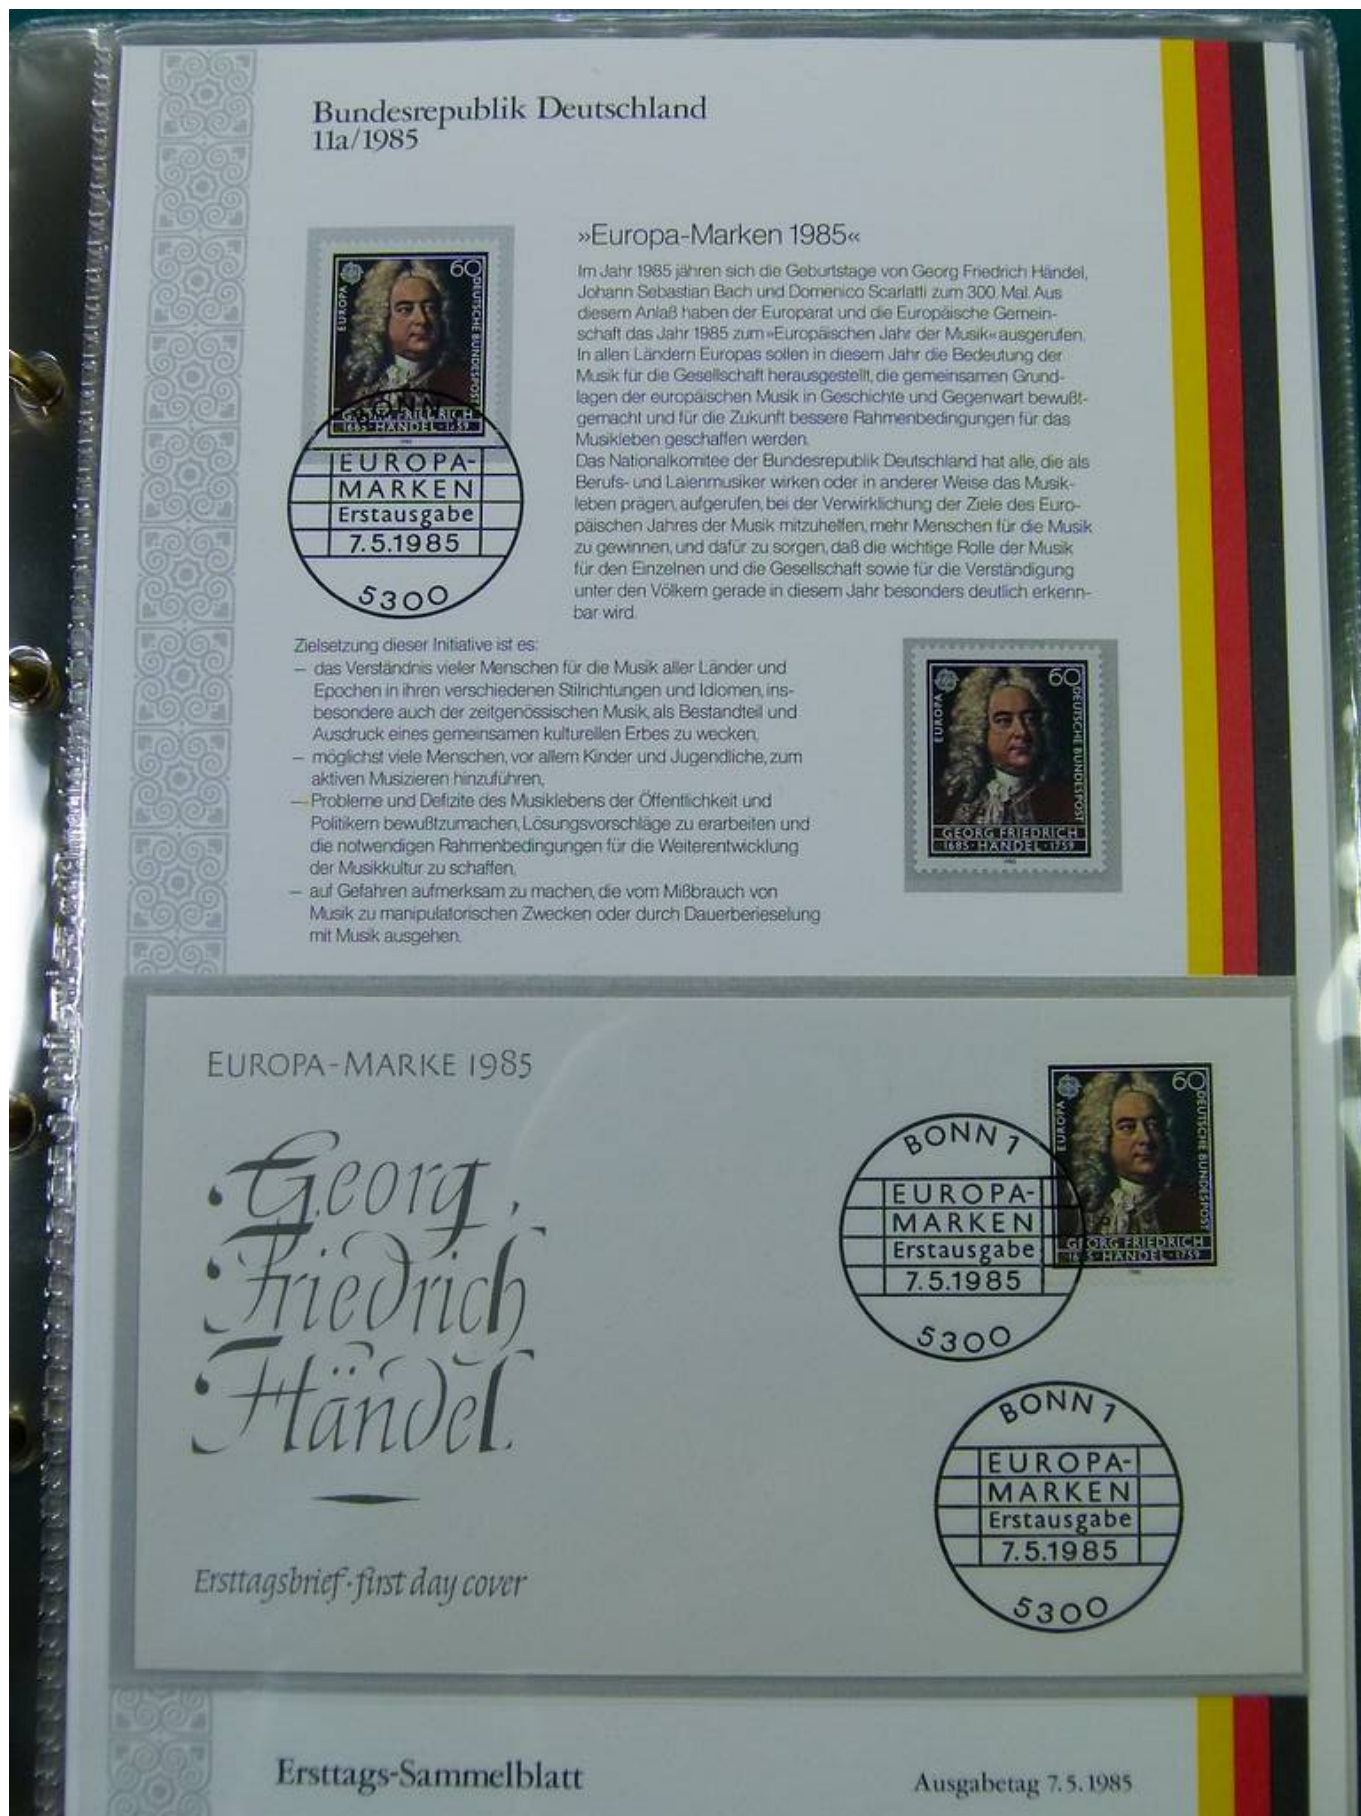 Bundesrepublik Deutschland
11a/1985
60
EUROPA
DEUTSCHE BUNDESPOST
GEORG FRIEDRICH
1685·HÄNDEL·1759
BONN
EUROPA-
MARKEN
Erstausgabe
7.5.1985
5300
»Europa-Marken 1985«
Im Jahr 1985 jähren sich die Geburtstage von Georg Friedrich Händel,
Johann Sebastian Bach und Domenico Scarlatti zum 300. Mal. Aus
diesem Anlaß haben der Europarat und die Europäische Gemein-
schaft das Jahr 1985 zum »Europäischen Jahr der Musik« ausgerufen.
In allen Ländern Europas sollen in diesem Jahr die Bedeutung der
Musik für die Gesellschaft herausgestellt, die gemeinsamen Grund-
lagen der europäischen Musik in Geschichte und Gegenwart bewußt-
gemacht und für die Zukunft bessere Rahmenbedingungen für das
Musikleben geschaffen werden.
Das Nationalkomitee der Bundesrepublik Deutschland hat alle, die als
Berufs- und Laienmusiker wirken oder in anderer Weise das Musik-
leben prägen, aufgerufen, bei der Verwirklichung der Ziele des Euro-
päischen Jahres der Musik mitzuhelfen, mehr Menschen für die Musik
zu gewinnen, und dafür zu sorgen, daß die wichtige Rolle der Musik
für den Einzelnen und die Gesellschaft sowie für die Verständigung
unter den Völkern gerade in diesem Jahr besonders deutlich erkenn-
bar wird.
Zielsetzung dieser Initiative ist es:
– das Verständnis vieler Menschen für die Musik aller Länder und
Epochen in ihren verschiedenen Stilrichtungen und Idiomen, ins-
besondere auch der zeitgenössischen Musik, als Bestandteil und
Ausdruck eines gemeinsamen kulturellen Erbes zu wecken,
– möglichst viele Menschen, vor allem Kinder und Jugendliche, zum
aktiven Musizieren hinzuführen,
– Probleme und Defizite des Musiklebens der Öffentlichkeit und
Politikern bewußtzumachen, Lösungsvorschläge zu erarbeiten und
die notwendigen Rahmenbedingungen für die Weiterentwicklung
der Musikkultur zu schaffen,
– auf Gefahren aufmerksam zu machen, die vom Mißbrauch von
Musik zu manipulatorischen Zwecken oder durch Dauerberieselung
mit Musik ausgehen.
60
EUROPA
DEUTSCHE BUNDESPOST
GEORG FRIEDRICH
1685·HÄNDEL·1759
EUROPA-MARKE 1985
Georg
Friedrich
Händel
Ersttagsbrief·first day cover
60
EUROPA
DEUTSCHE BUNDESPOST
GEORG FRIEDRICH
1685·HÄNDEL·1759
BONN 1
EUROPA-
MARKEN
Erstausgabe
7.5.1985
5300
BONN 1
EUROPA-
MARKEN
Erstausgabe
7.5.1985
5300
Ersttags-Sammelblatt
Ausgabetag 7.5.1985